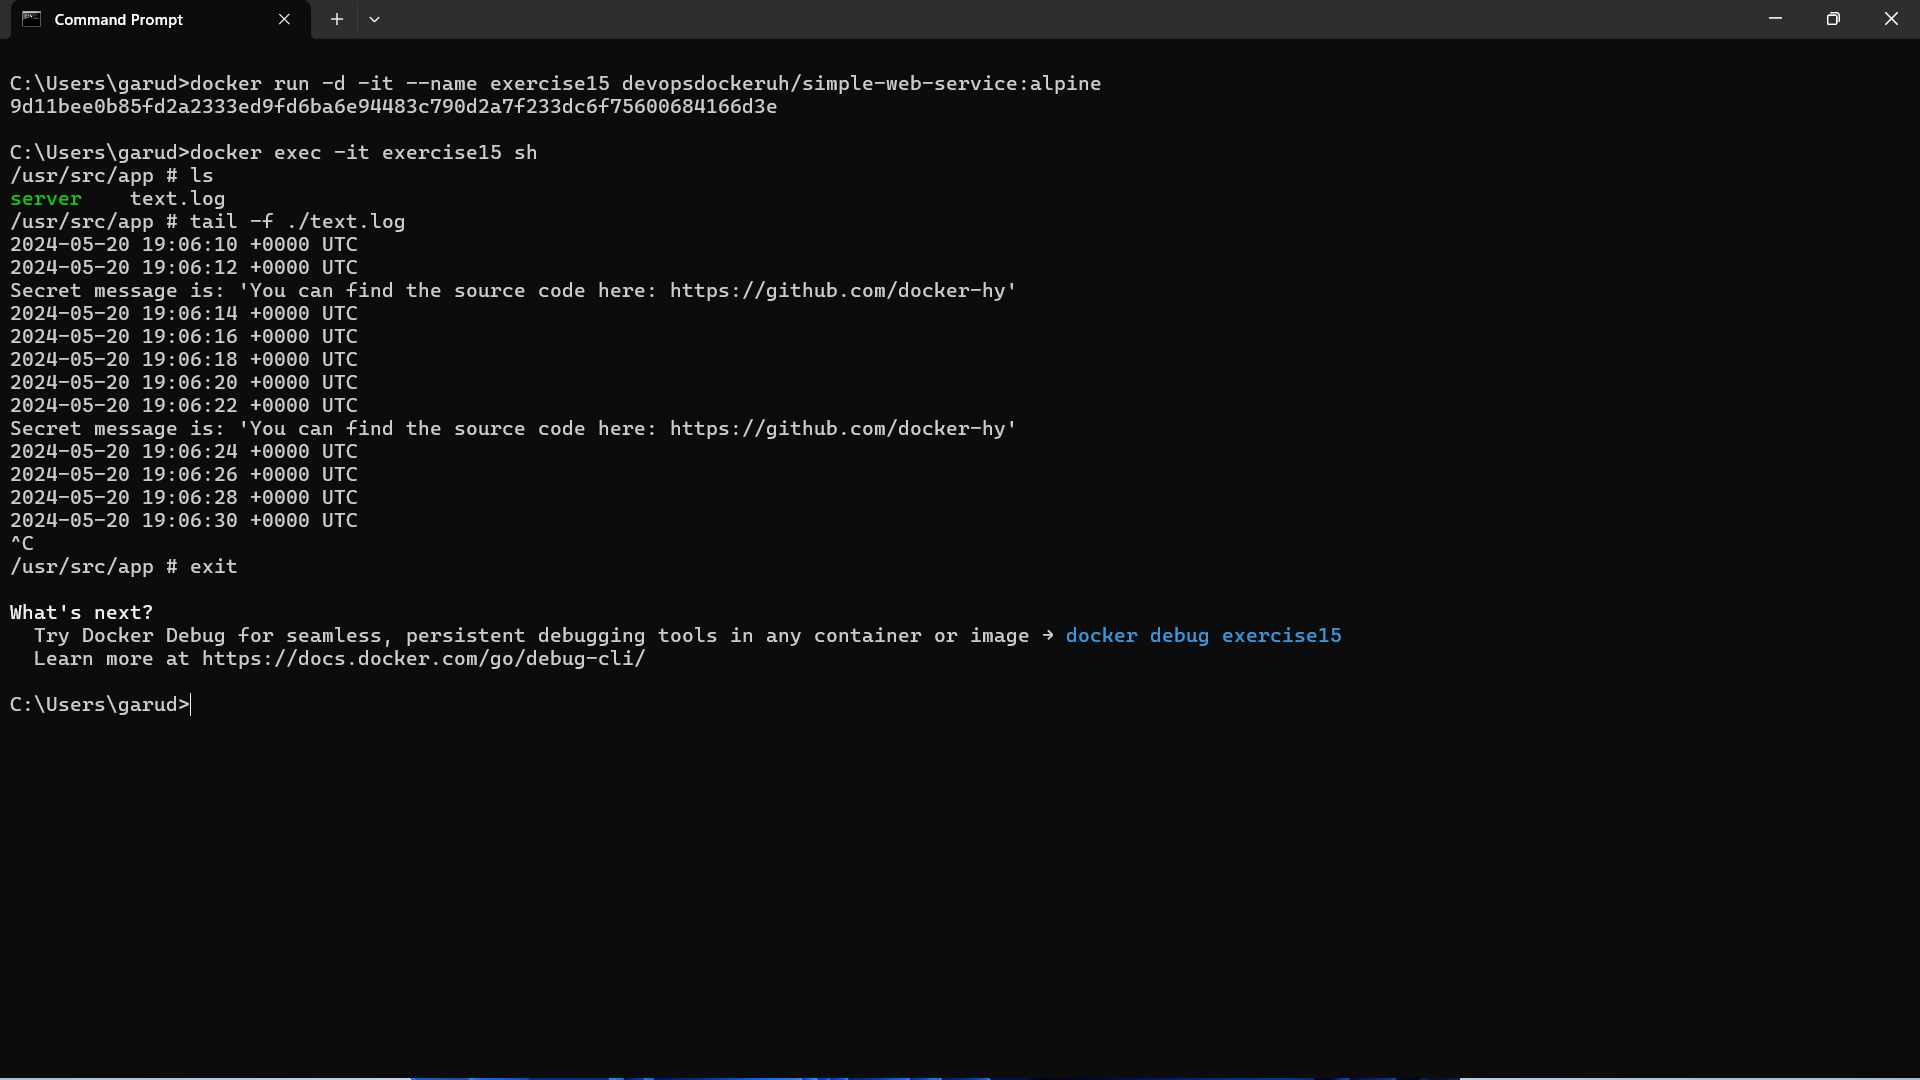 Command Prompt
C:\Users\garud>docker run -d -it --name exercise15 devopsdockeruh/simple-web-service:alpine
9d11bee0b85fd2a2333ed9fd6ba6e94483c790d2a7f233dc6f75600684166d3e
C:\Users\garud>docker exec -it exercise15 sh
/usr/src/app # ls
server    text.log
/usr/src/app # tail -f ./text.log
2024-05-20 19:06:10 +0000 UTC
2024-05-20 19:06:12 +0000 UTC
Secret message is: 'You can find the source code here: https://github.com/docker-hy'
2024-05-20 19:06:14 +0000 UTC
2024-05-20 19:06:16 +0000 UTC
2024-05-20 19:06:18 +0000 UTC
2024-05-20 19:06:20 +0000 UTC
2024-05-20 19:06:22 +0000 UTC
Secret message is: 'You can find the source code here: https://github.com/docker-hy'
2024-05-20 19:06:24 +0000 UTC
2024-05-20 19:06:26 +0000 UTC
2024-05-20 19:06:28 +0000 UTC
2024-05-20 19:06:30 +0000 UTC
^C
/usr/src/app # exit
What's next?
  Try Docker Debug for seamless, persistent debugging tools in any container or image → docker debug exercise15
  Learn more at https://docs.docker.com/go/debug-cli/
C:\Users\garud>